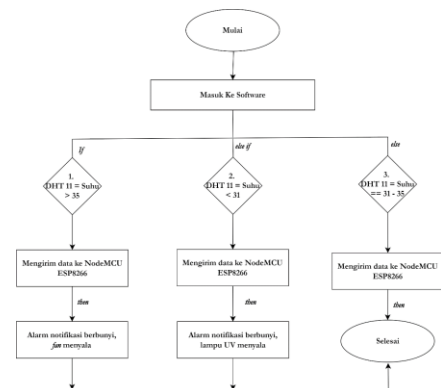 Mulai
Masuk Ke Software
If
else if
else
1.
DHT 11 = Suhu
> 35
2.
DHT 11 = Suhu
< 31
3.
DHT 11 = Suhu
== 31 - 35
Mengirim data ke NodeMCU
ESP8266
Mengirim data ke NodeMCU
ESP8266
Mengirim data ke NodeMCU
ESP8266
then
then
then
Alarm notifikasi berbunyi,
fan menyala
Alarm notifikasi berbunyi,
lampu UV menyala
Selesai